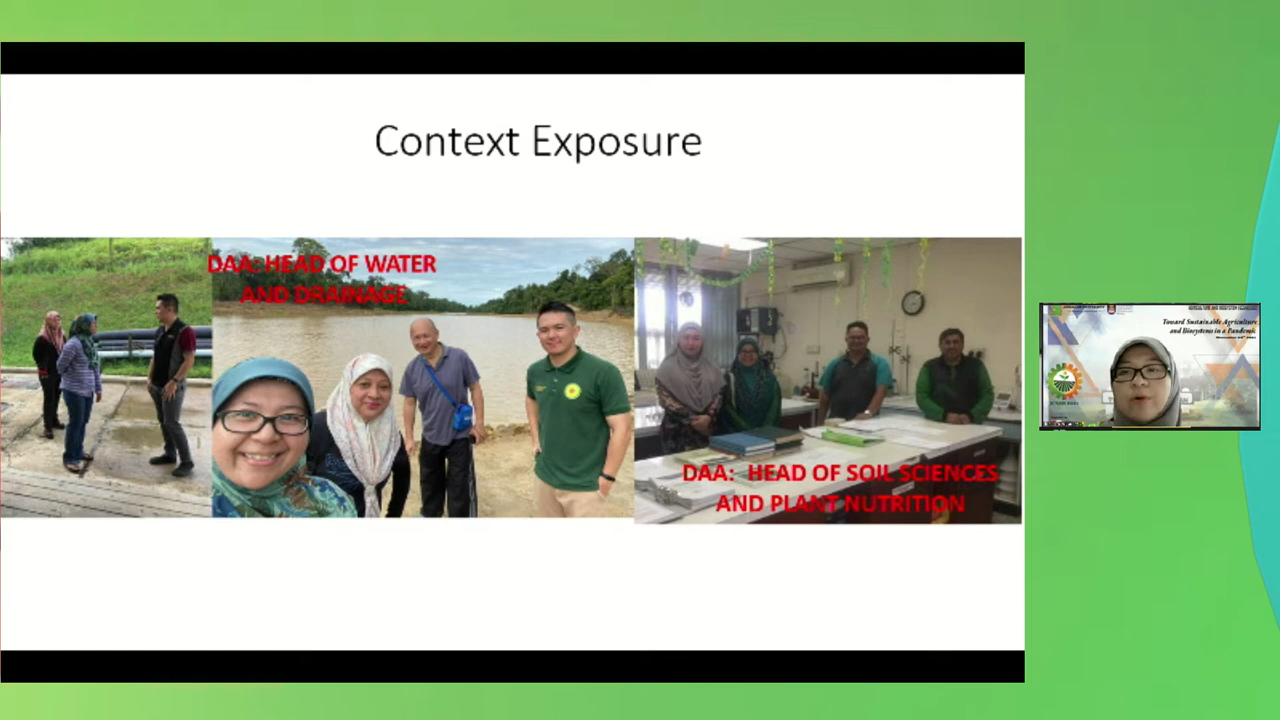 Context Exposure
DAA: HEAD OF WATER
AND DRAINAGE
DAA: HEAD OF SOIL SCIENCES
AND PLANT NUTRITION
Toward Sustainable Agriculture
and Biosystems in a Pandemic